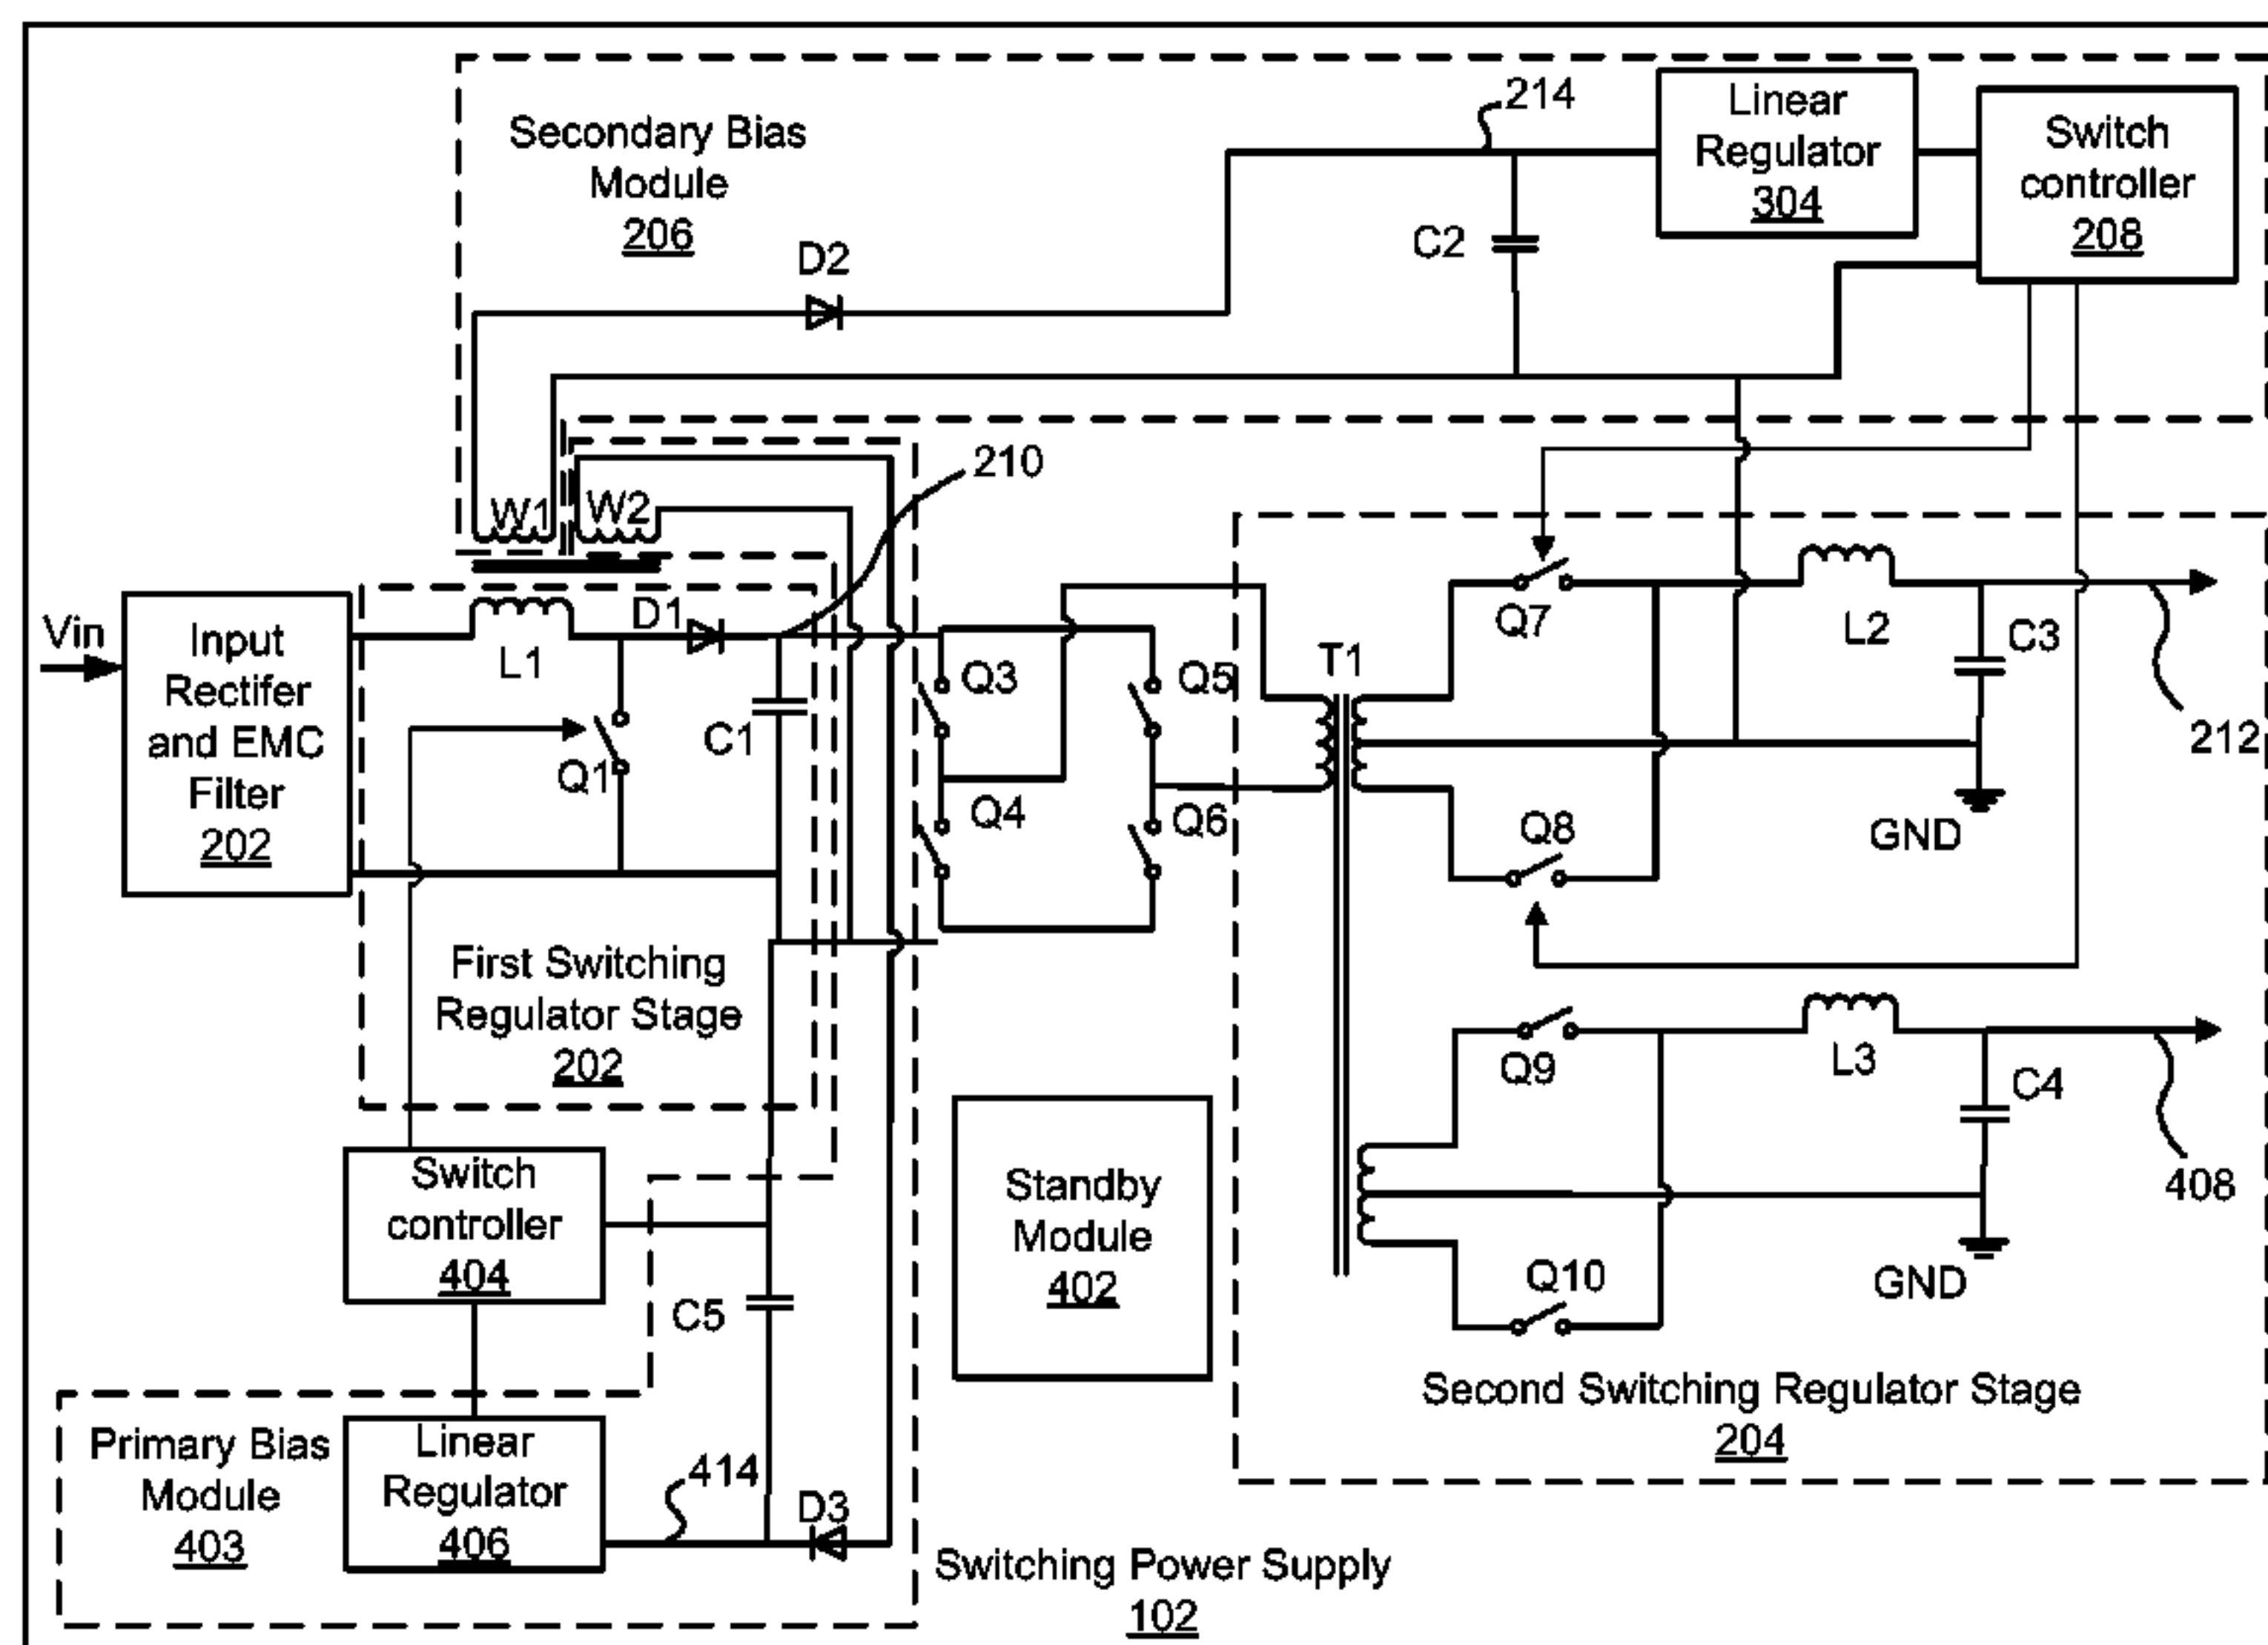 Secondary Bias
Module
206
214
Linear
Regulator
304
Switch
controller
208
C2
D2
W1
W2
210
Vin
Input
Rectifer
and EMC
Filter
202
L1
D1
C1
Q1
Q3
Q4
Q5
Q6
T1
Q7
L2
C3
212
Q8
GND
First Switching
Regulator Stage
202
Q9
L3
C4
408
Q10
GND
Standby
Module
402
Switch
controller
404
C5
Second Switching Regulator Stage
204
Primary Bias
Module
403
Linear
Regulator
406
414
D3
Switching Power Supply
102